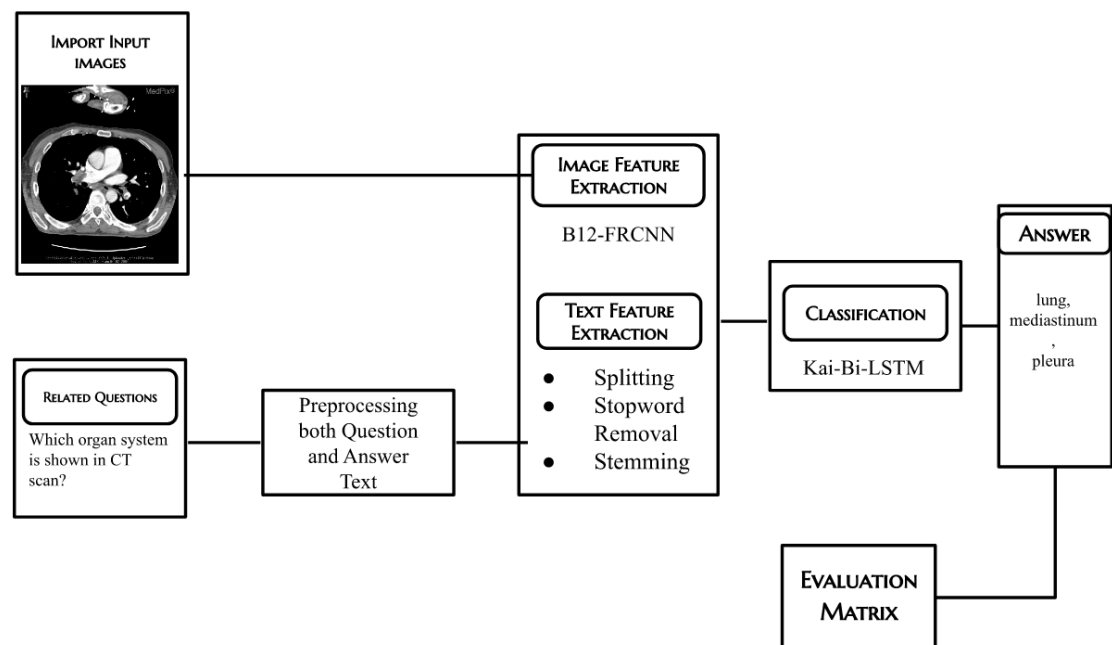 IMPORT INPUT
IMAGES
MedPix®
IMAGE FEATURE
EXTRACTION
B12-FRCNN
TEXT FEATURE
EXTRACTION
● Splitting
● Stopword
Removal
● Stemming
RELATED QUESTIONS
Which organ system
is shown in CT
scan?
Preprocessing
both Question
and Answer
Text
CLASSIFICATION
Kai-Bi-LSTM
ANSWER
lung,
mediastinum
,
pleura
EVALUATION
MATRIX